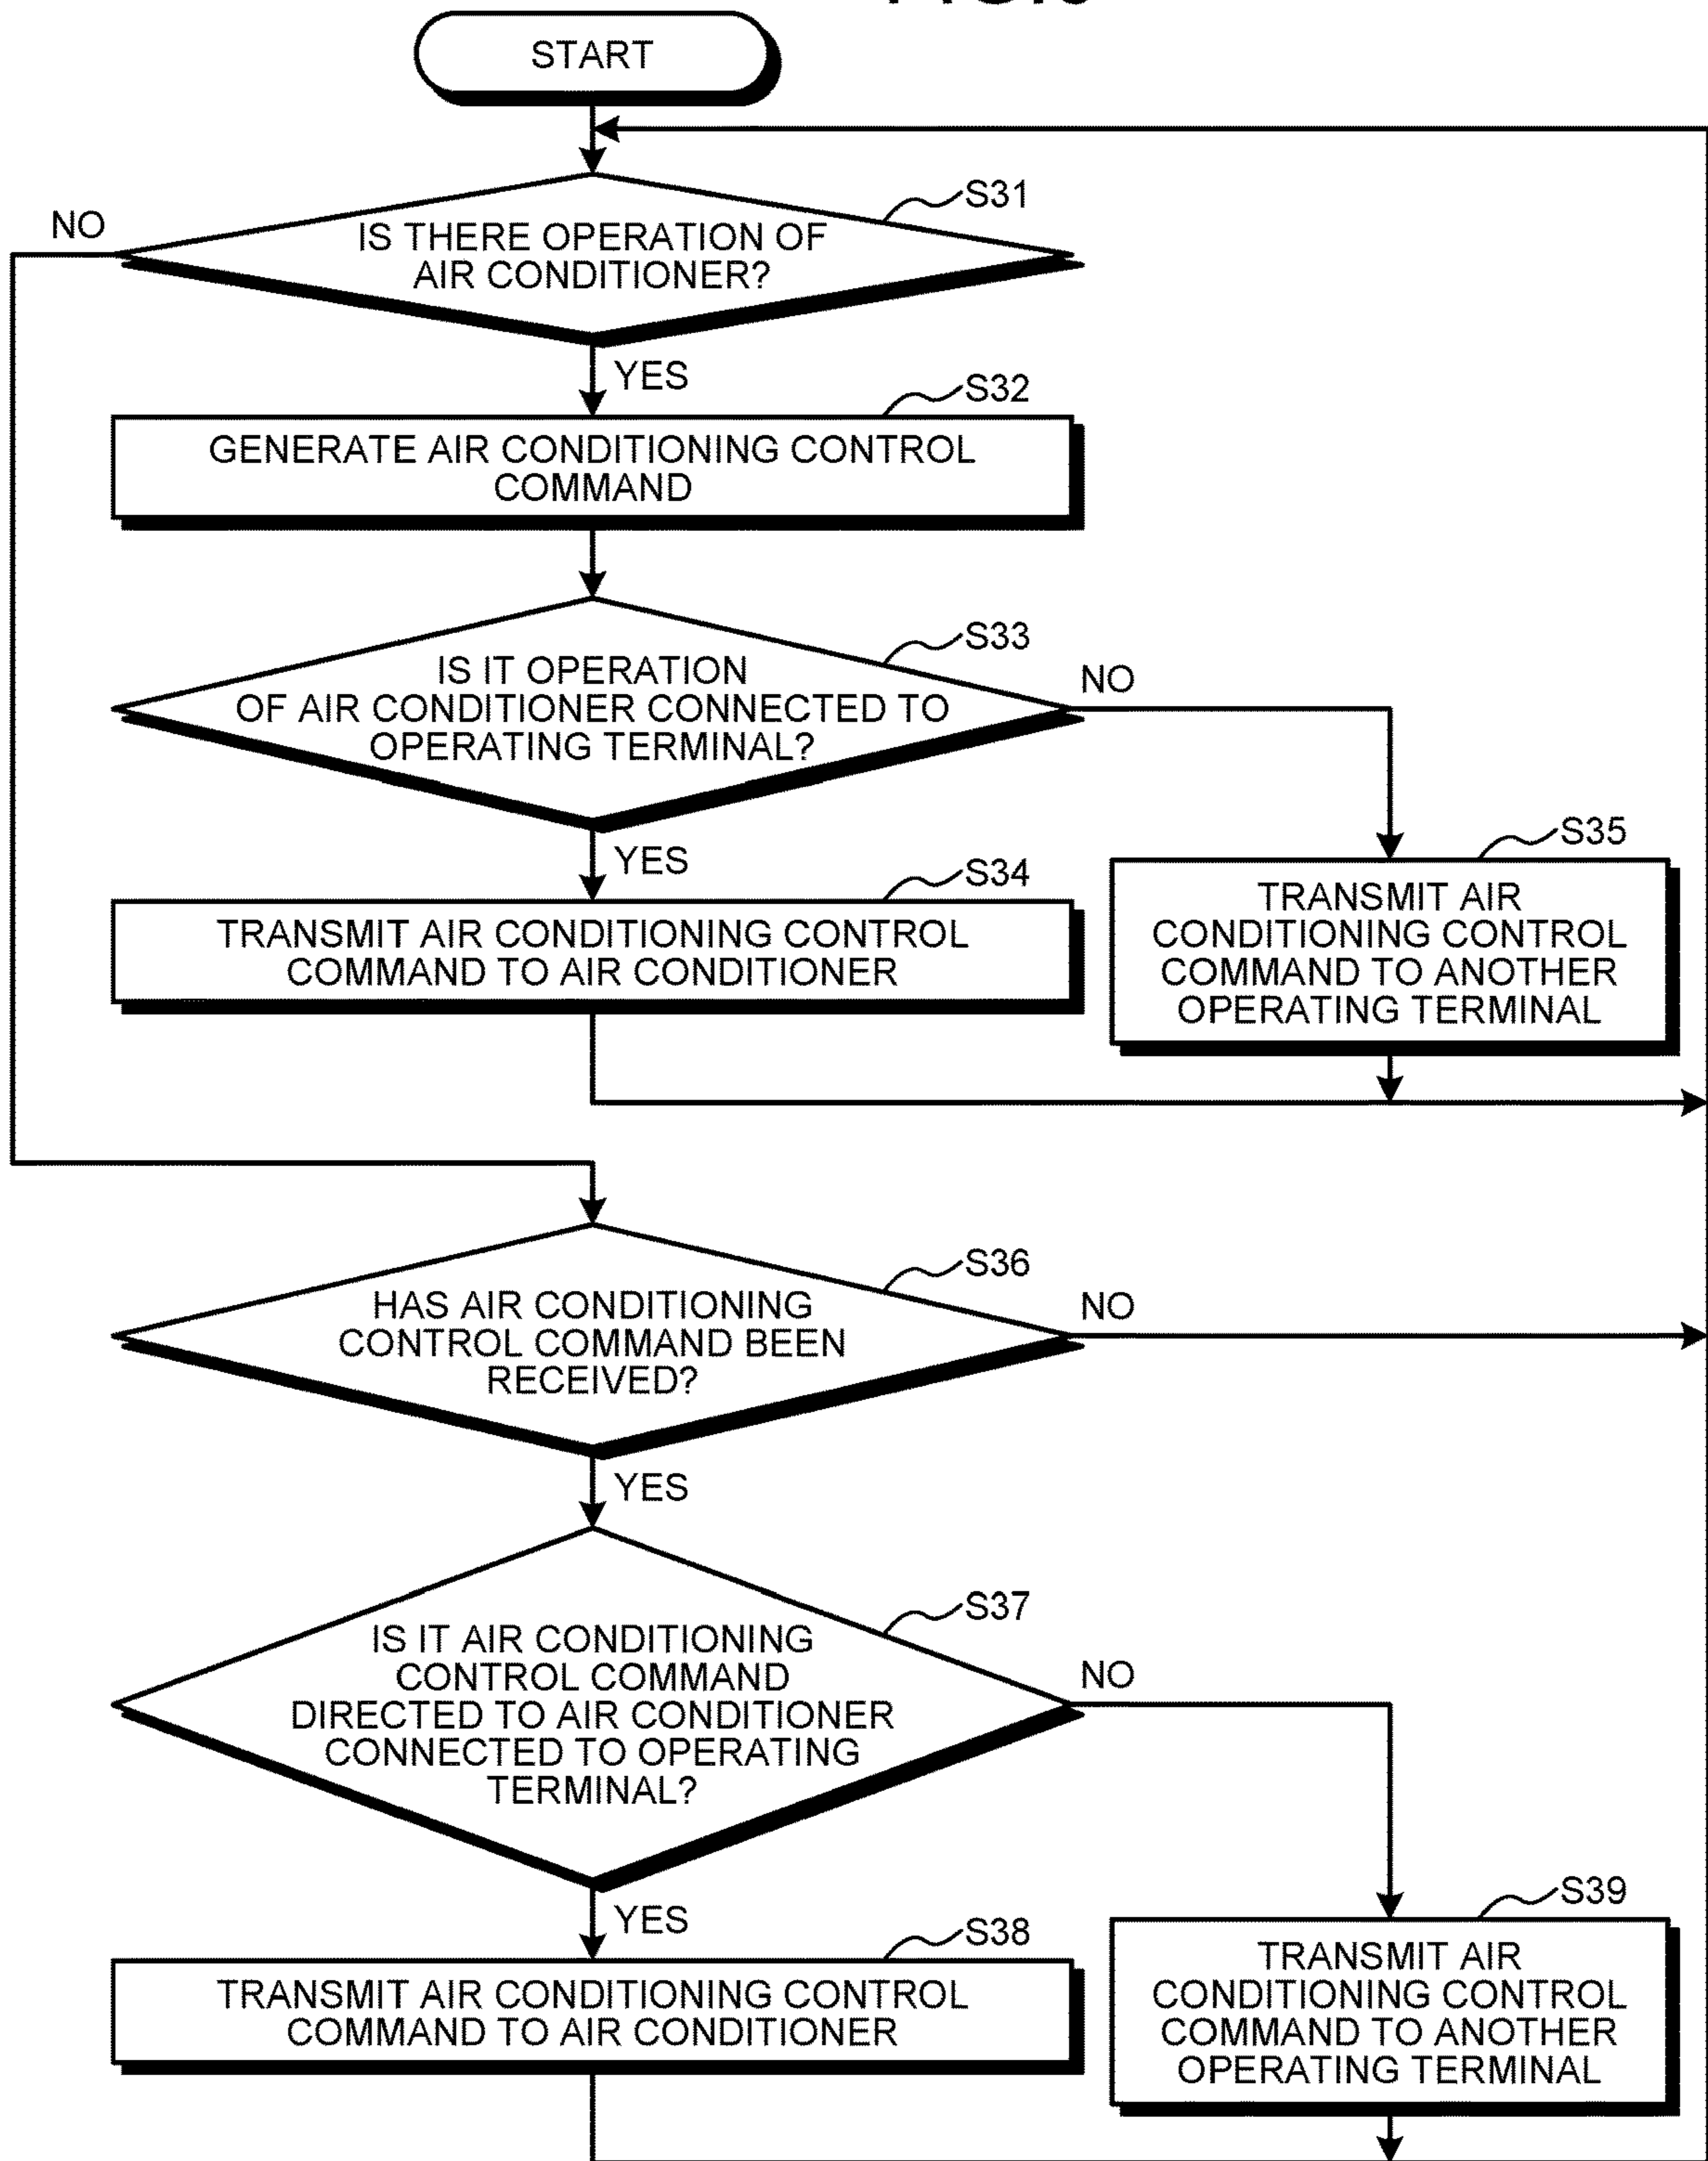 START
S31
NO
IS THERE OPERATION OF
AIR CONDITIONER?
YES
S32
GENERATE AIR CONDITIONING CONTROL
COMMAND
S33
IS IT OPERATION
OF AIR CONDITIONER CONNECTED TO
OPERATING TERMINAL?
NO
YES
S34
TRANSMIT AIR CONDITIONING CONTROL
COMMAND TO AIR CONDITIONER
S35
TRANSMIT AIR
CONDITIONING CONTROL
COMMAND TO ANOTHER
OPERATING TERMINAL
S36
HAS AIR CONDITIONING
CONTROL COMMAND BEEN
RECEIVED?
NO
YES
S37
IS IT AIR CONDITIONING
CONTROL COMMAND
DIRECTED TO AIR CONDITIONER
CONNECTED TO OPERATING
TERMINAL?
NO
YES
S38
TRANSMIT AIR CONDITIONING CONTROL
COMMAND TO AIR CONDITIONER
S39
TRANSMIT AIR
CONDITIONING CONTROL
COMMAND TO ANOTHER
OPERATING TERMINAL